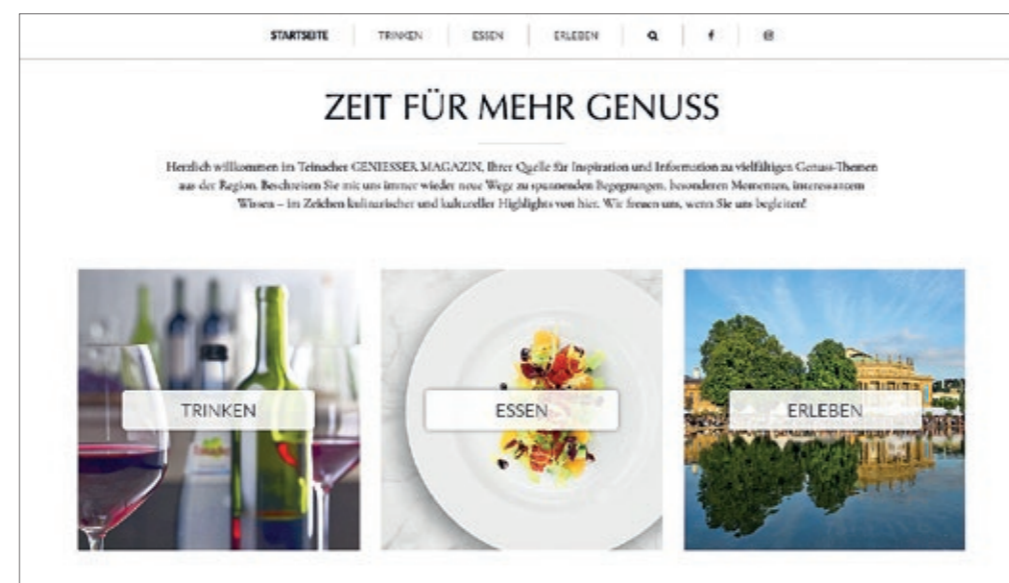 STARTSEITE TRINKEN ESSEN ERLEBEN
ZEIT FÜR MEHR GENUSS
Herzlich willkommen im Teinacher GENIESSER MAGAZIN, Ihrer Quelle für Inspiration und Information zu vielfältigen Genuss-Themen
aus der Region. Beschreiten Sie mit uns immer wieder neue Wege zu spannenden Begegnungen, besonderen Momenten, interessantem
Wissen – im Zeichen kulinarischer und kultureller Highlights von hier. Wir freuen uns, wenn Sie uns begleiten!
TRINKEN
ESSEN
ERLEBEN